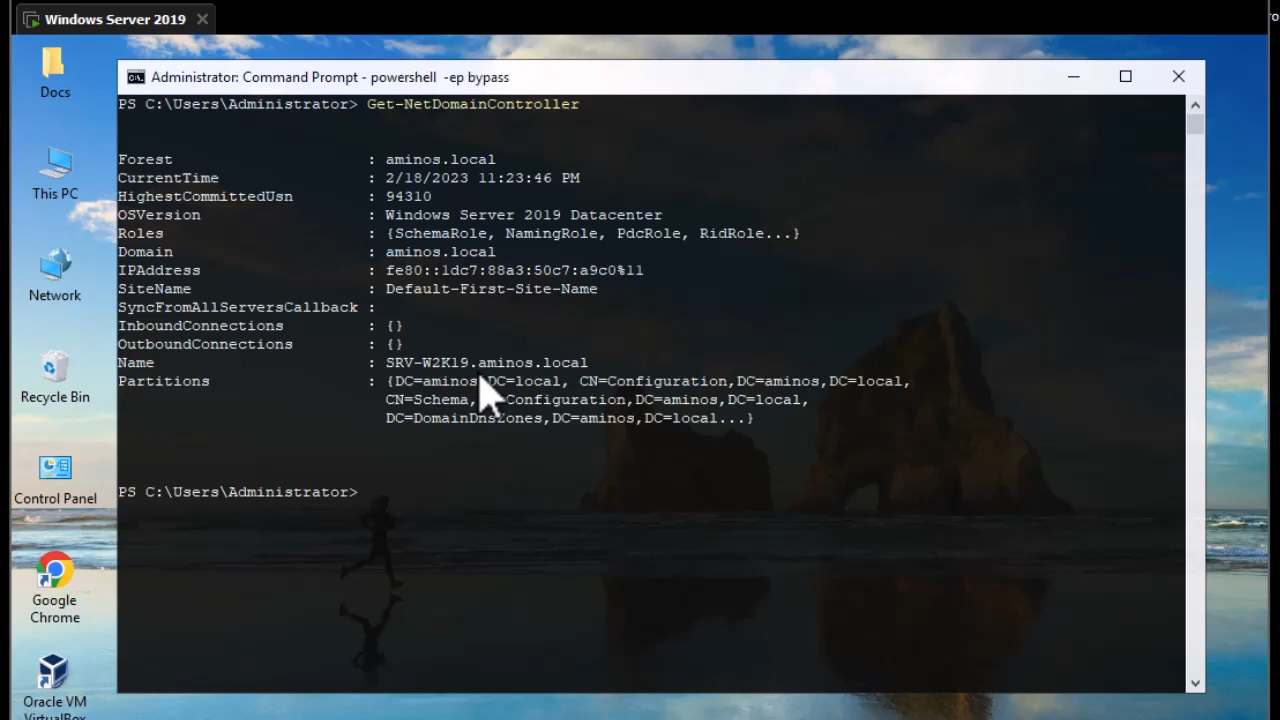 Windows Server 2019
Docs
This PC
Network
Recycle Bin
Control Panel
Google
Chrome
Oracle VM
VirtualBox
Administrator: Command Prompt - powershell -ep bypass
PS C:\Users\Administrator> Get-NetDomainController
Forest : aminos.local
CurrentTime : 2/18/2023 11:23:46 PM
HighestCommittedUsn : 94310
OSVersion : Windows Server 2019 Datacenter
Roles : {SchemaRole, NamingRole, PdcRole, RidRole...}
Domain : aminos.local
IPAddress : fe80::1dc7:88a3:50c7:a9c0%11
SiteName : Default-First-Site-Name
SyncFromAllServersCallback :
InboundConnections : {}
OutboundConnections : {}
Name : SRV-W2K19.aminos.local
Partitions : {DC=aminos,DC=local, CN=Configuration,DC=aminos,DC=local,
CN=Schema, Configuration,DC=aminos,DC=local,
DC=DomainDnsZones,DC=aminos,DC=local...}
PS C:\Users\Administrator>